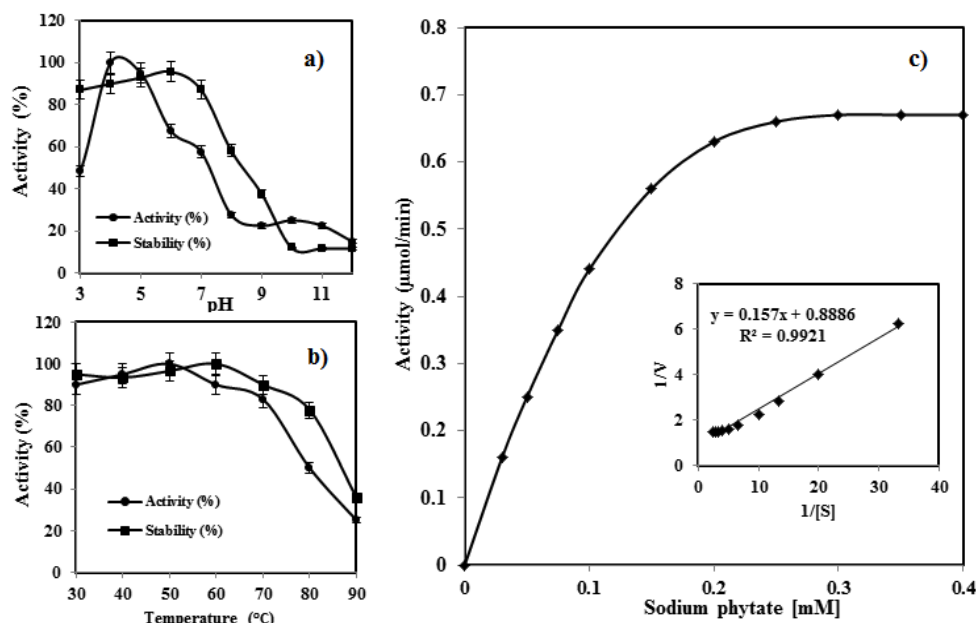 120
100
80
60
40
20
0
Activity (%)
a)
Activity (%)
Stability (%)
3 5 7 9 11
pH
120
100
80
60
40
20
0
Activity (%)
b)
Activity (%)
Stability (%)
30 40 50 60 70 80 90
Temperature (°C)
0.8
0.7
0.6
0.5
0.4
0.3
0.2
0.1
0
Activity (μmol/min)
c)
0 0.1 0.2 0.3 0.4
Sodium phytate [mM]
8
6
4
2
0
1/V
y = 0.157x + 0.8886
R² = 0.9921
0 10 20 30 40
1/[S]